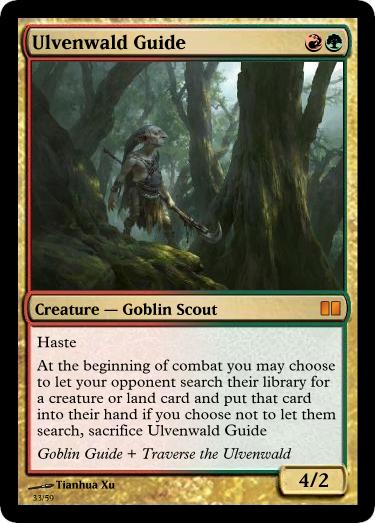 Ulvenwald Guide
Creature — Goblin Scout
Haste
At the beginning of combat you may choose
to let your opponent search their library for
a creature or land card and put that card
into their hand if you choose not to let them
search, sacrifice Ulvenwald Guide
Goblin Guide + Traverse the Ulvenwald
4/2
Tianhua Xu
33/59